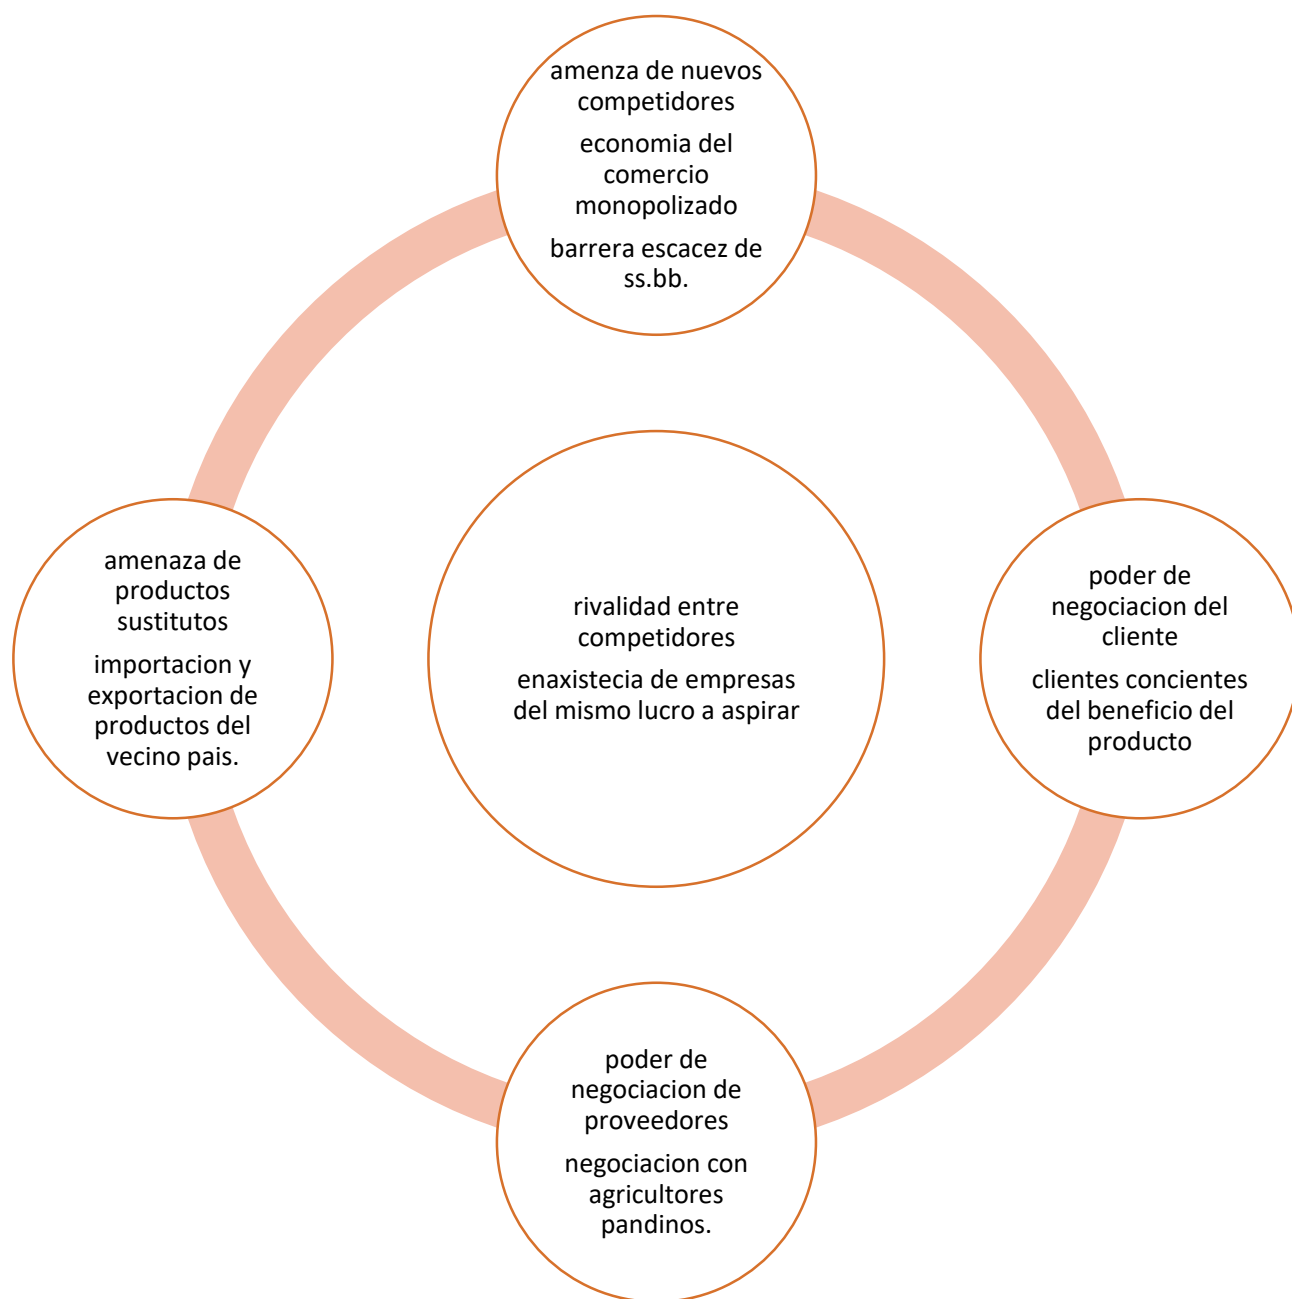 amenza de nuevos
competidores
economia del
comercio
monopolizado
barrera escacez de
ss.bb.
amenaza de
productos
sustitutos
importacion y
exportacion de
productos del
vecino pais.
rivalidad entre
competidores
enaxistecia de empresas
del mismo lucro a aspirar
poder de
negociacion del
cliente
clientes concientes
del beneficio del
producto
poder de
negociacion de
proveedores
negociacion con
agricultores
pandinos.